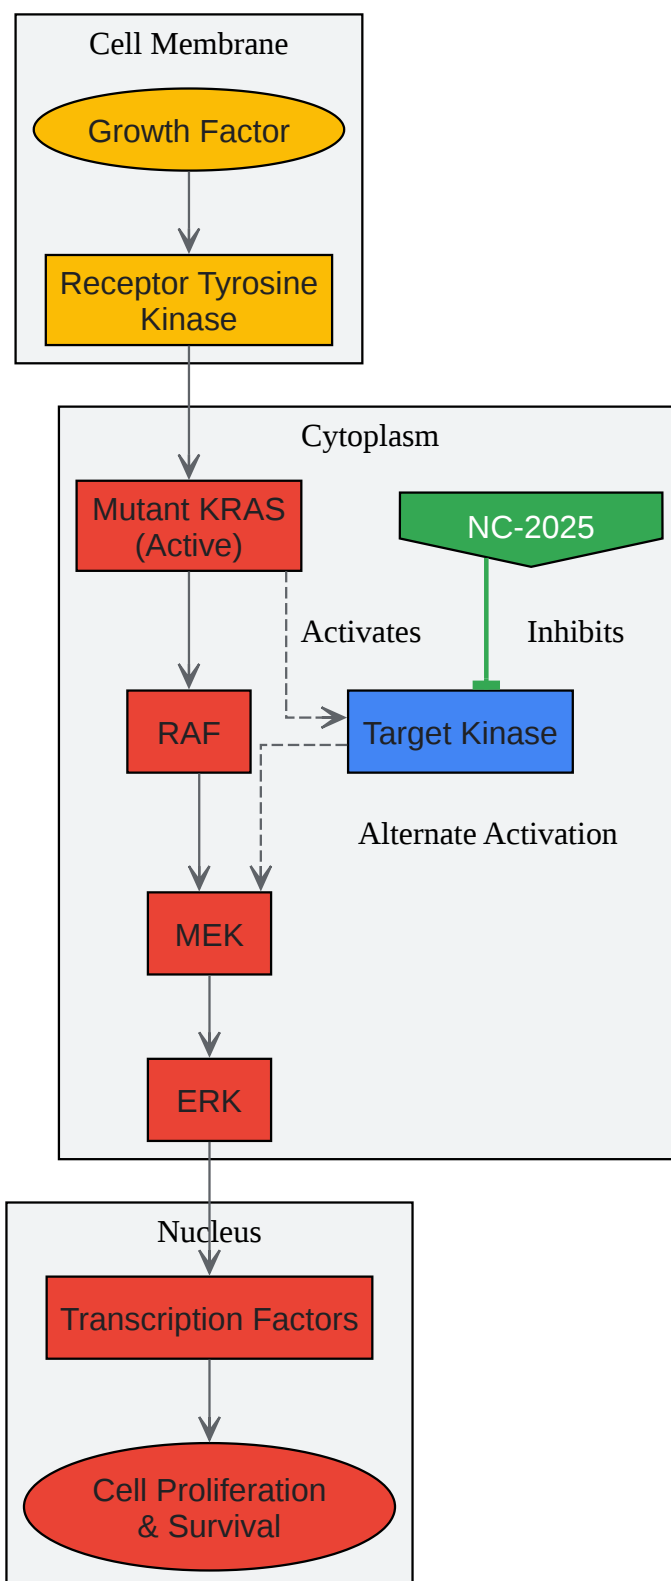 Cell Membrane
Growth Factor
Receptor Tyrosine
Kinase
Cytoplasm
Mutant KRAS
(Active)
NC-2025
Activates
Inhibits
RAF
Target Kinase
Alternate Activation
MEK
ERK
Nucleus
Transcription Factors
Cell Proliferation
& Survival